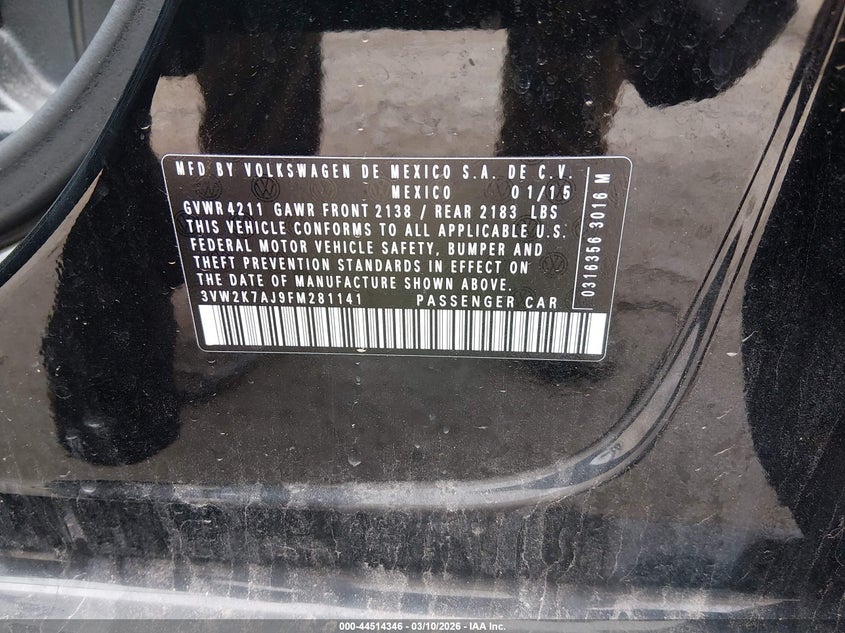 MFD BY VOLKSWAGEN DE MEXICO S.A. DE C.V.
MEXICO 01/15
GVWR 4211 GAWR FRONT 2138 / REAR 2183 LBS
THIS VEHICLE CONFORMS TO ALL APPLICABLE U.S.
FEDERAL MOTOR VEHICLE SAFETY, BUMPER AND
THEFT PREVENTION STANDARDS IN EFFECT ON
THE DATE OF MANUFACTURE SHOWN ABOVE.
3VW2K7AJ9FM281141 PASSENGER CAR
0316356 3016 M
000-44514346 - 03/10/2026 - IAA Inc.